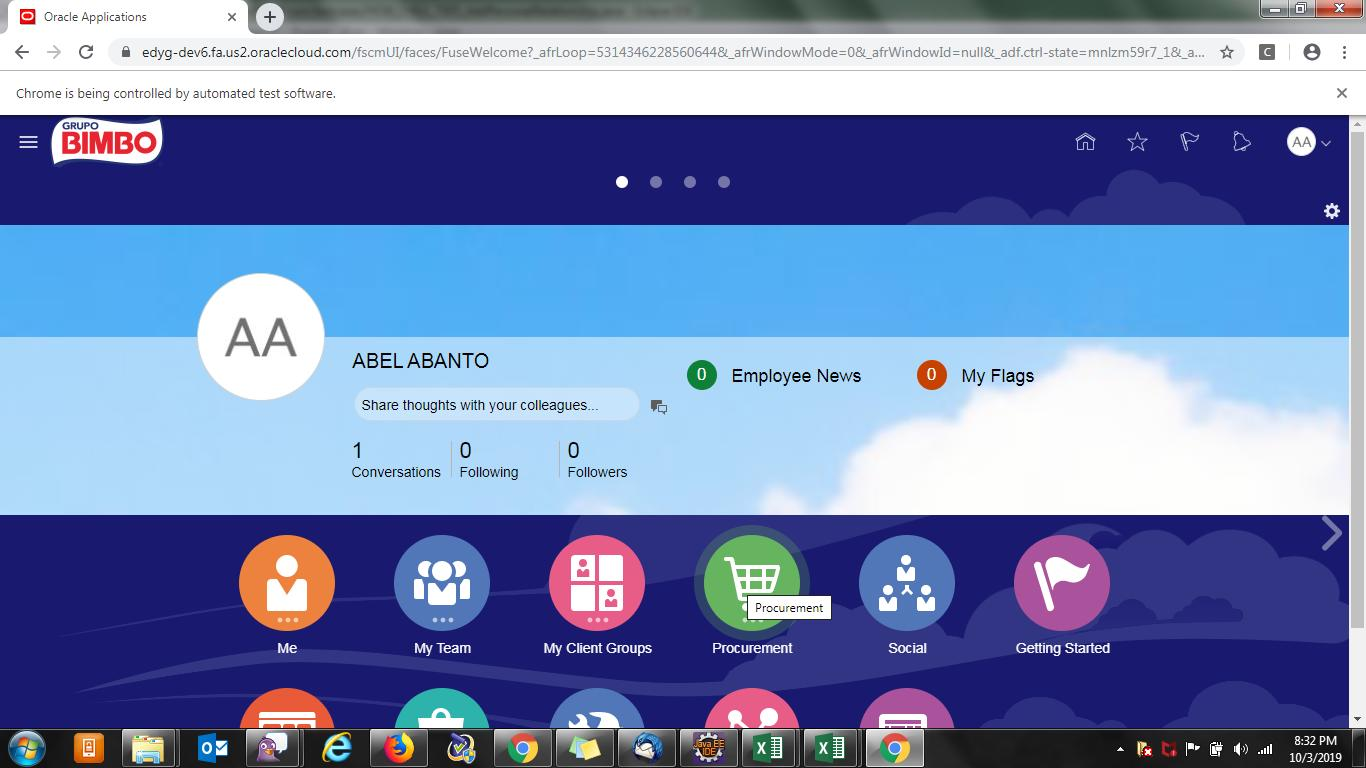 Oracle Applications
edyg-dev6.fa.us2.oraclecloud.com/fscmUI/faces/FuseWelcome?_afrLoop=5314346228560644&_afrWindowMode=0&_afrWindowId=null&_adf.ctrl-state=mnlzm59r7_1&_a...
C
Chrome is being controlled by automated test software.
GRUPO
BIMBO
AA
AA
ABEL ABANTO
0 Employee News
0 My Flags
Share thoughts with your colleagues...
1 0 0
Conversations Following Followers
Procurement
Me My Team My Client Groups Procurement Social Getting Started
Java EE
IDE
8:32 PM
10/3/2019